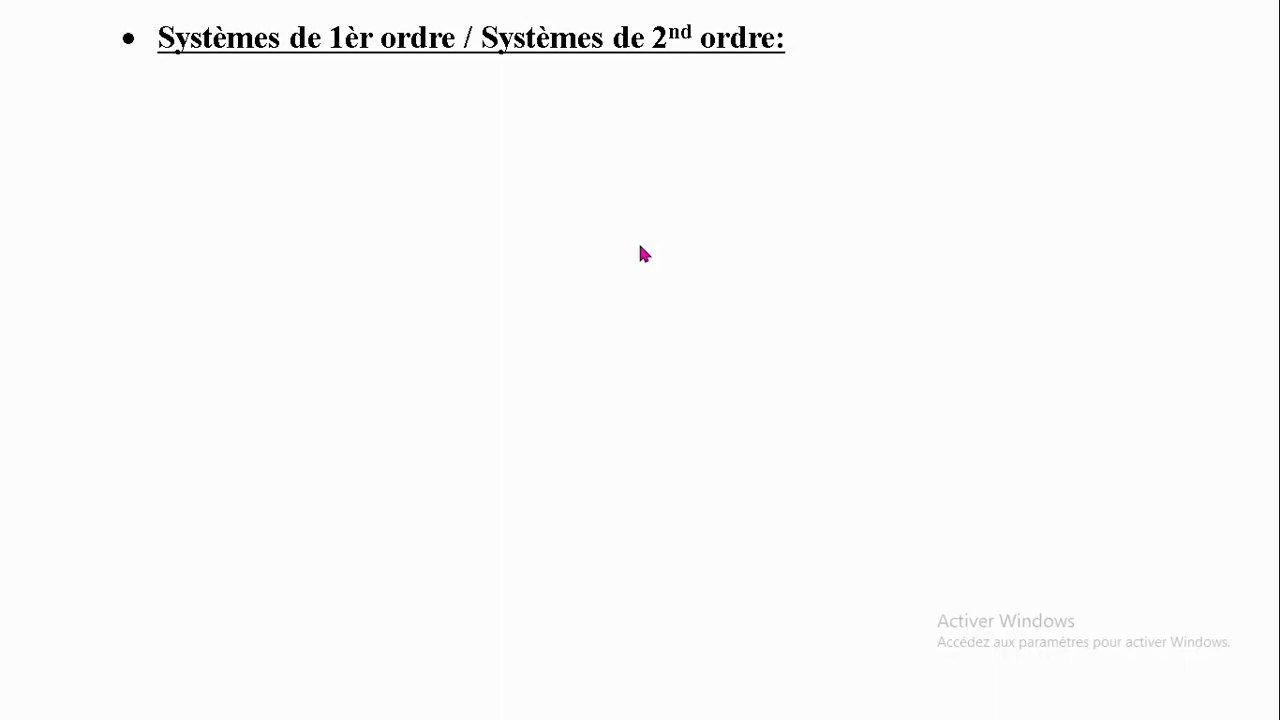 • Systèmes de 1èr ordre / Systèmes de 2nd ordre:
Activer Windows
Accédez aux paramètres pour activer Windows.